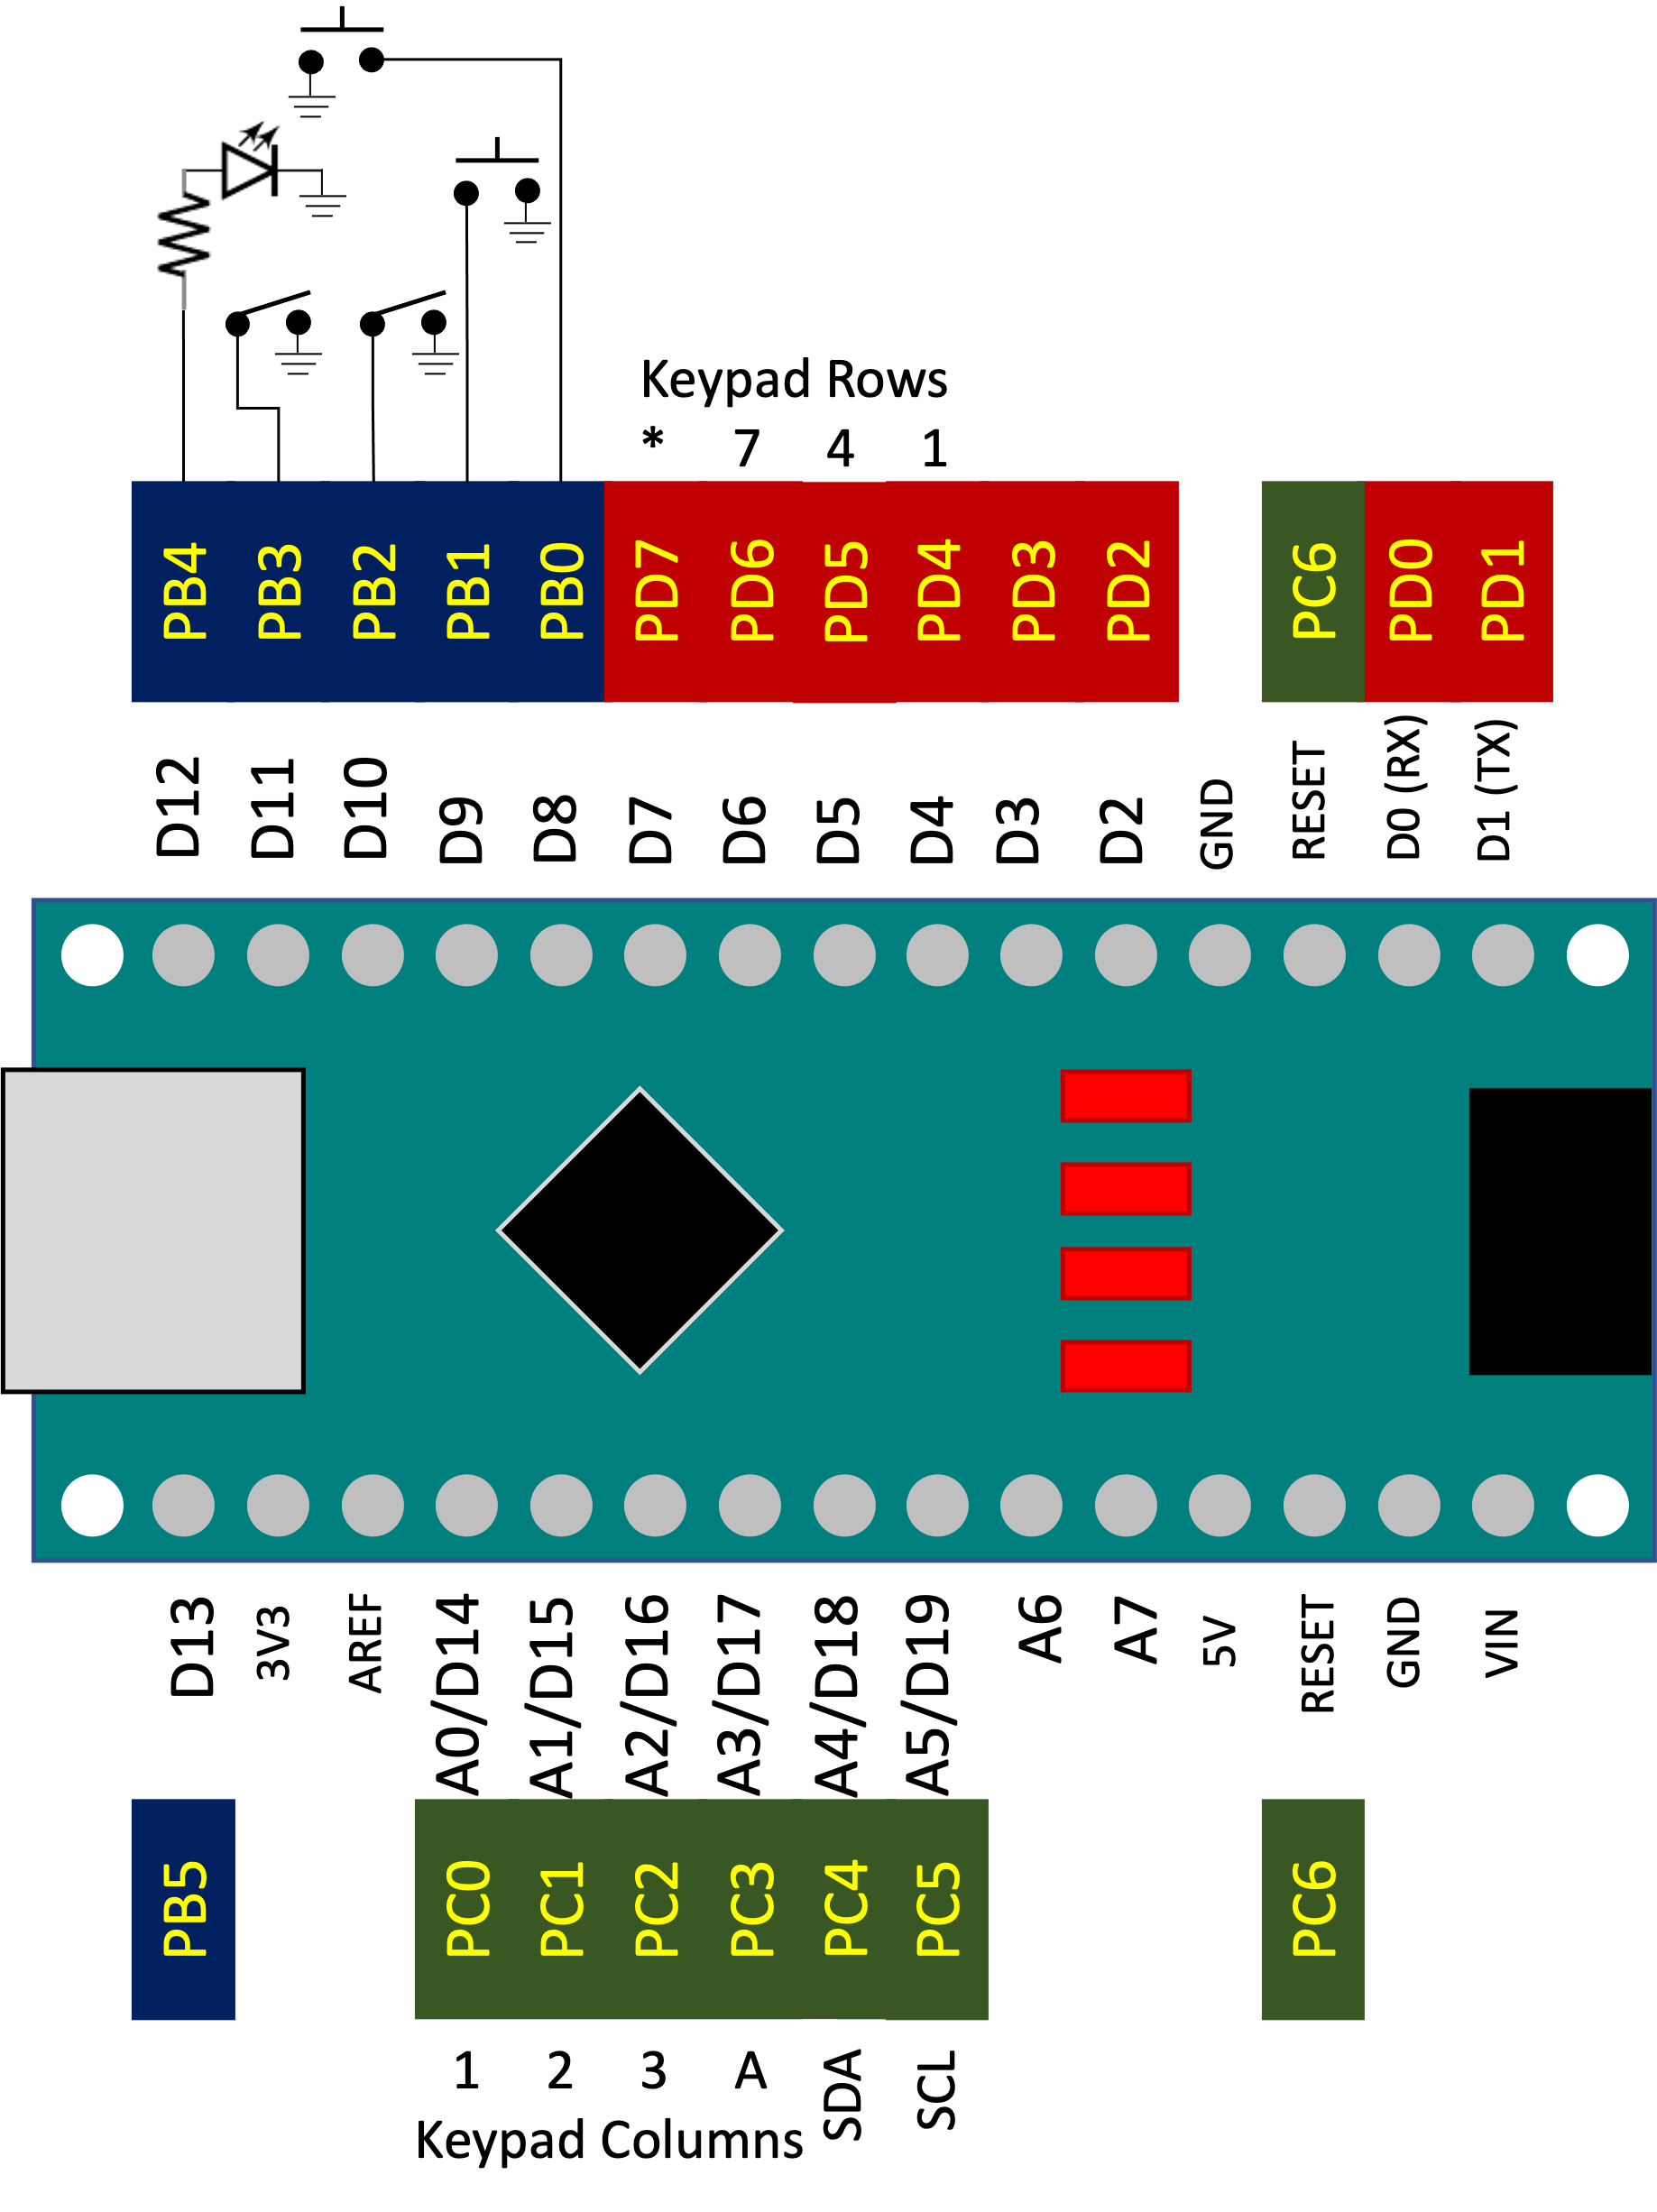 Keypad Rows
* 7 4 1
PB4 PB3 PB2 PB1 PB0 PD7 PD6 PD5 PD4 PD3 PD2 PC6 PD0 PD1
D12 D11 D10 D9 D8 D7 D6 D5 D4 D3 D2 GND RESET D0 (RX) D1 (TX)
D13 3V3 AREF A0/D14 A1/D15 A2/D16 A3/D17 A4/D18 A5/D19 A6 A7 5V RESET GND VIN
PB5 PC0 PC1 PC2 PC3 PC4 PC5 PC6
1 2 3 A SDA SCL
Keypad Columns